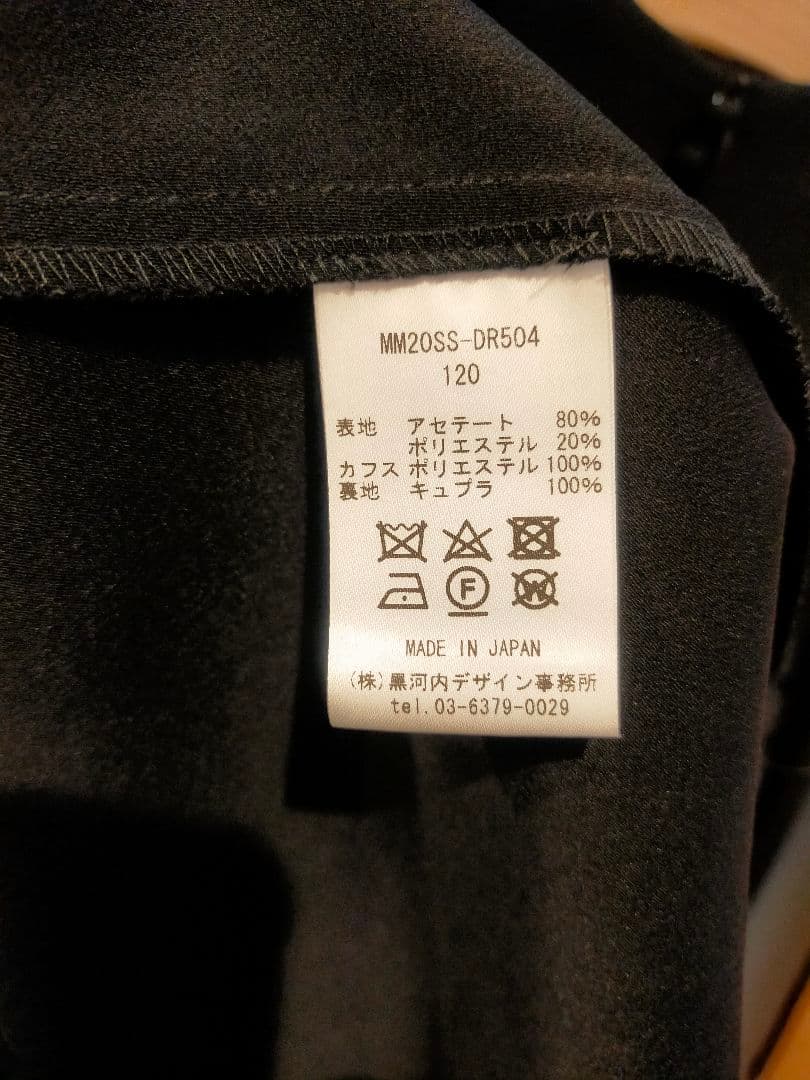 MM20SS-DR504
120
表地 アセテート 80%
ポリエステル 20%
カフス ポリエステル 100%
裏地 キュプラ 100%
F
W
MADE IN JAPAN
(株)黒河内デザイン事務所
tel.03-6379-0029